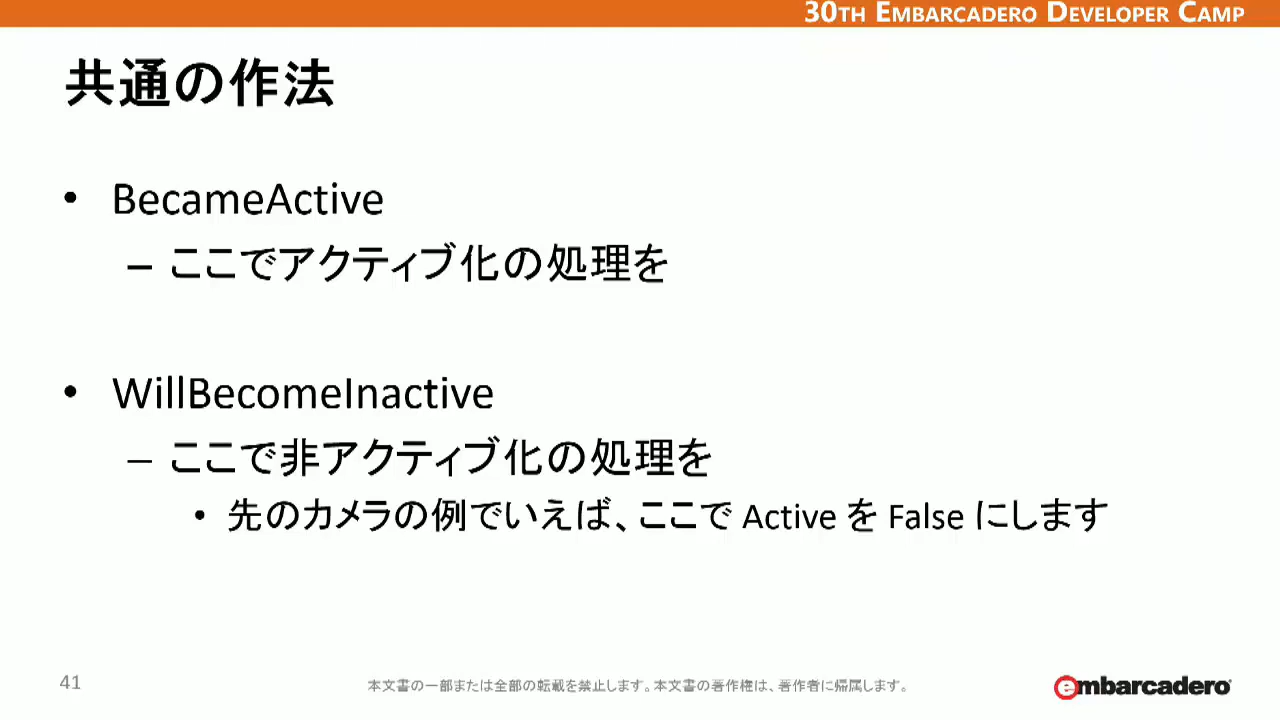 30TH EMBARCADERO DEVELOPER CAMP
共通の作法
• BecameActive
– ここでアクティブ化の処理を
• WillBecomeInactive
– ここで非アクティブ化の処理を
• 先のカメラの例でいえば、ここで Active を False にします
41
本文書の一部または全部の転載を禁止します。本文書の著作権は、著作者に帰属します。
embarcadero